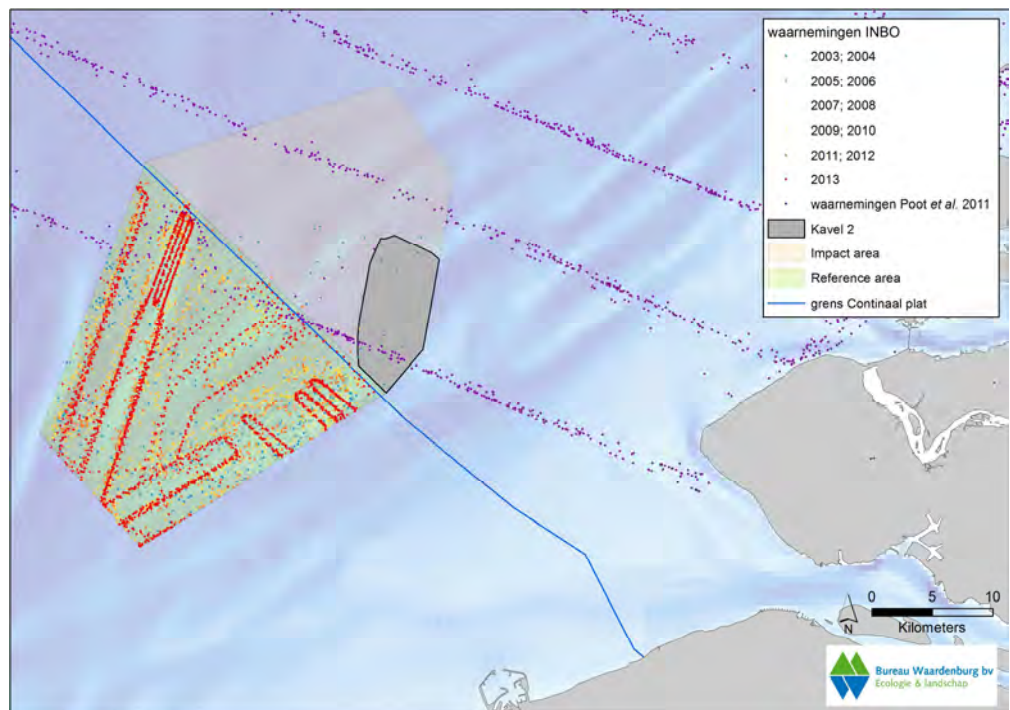 waarnemingen INBO
2003; 2004
2005; 2006
2007; 2008
2009; 2010
2011; 2012
2013
waarnemingen Poot et al. 2011
Kavel 2
Impact area
Reference area
grens Continaal plat
0 5 10
Kilometers
N
Bureau Waardenburg bv
Ecologie & landschap